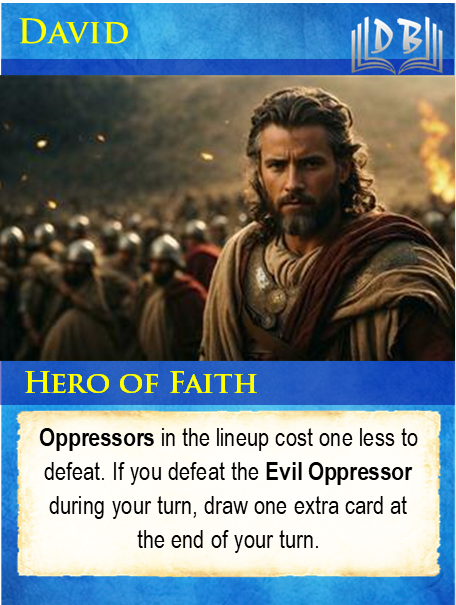 David
DB
Hero of Faith
Oppressors in the lineup cost one less to
defeat. If you defeat the Evil Oppressor
during your turn, draw one extra card at
the end of your turn.